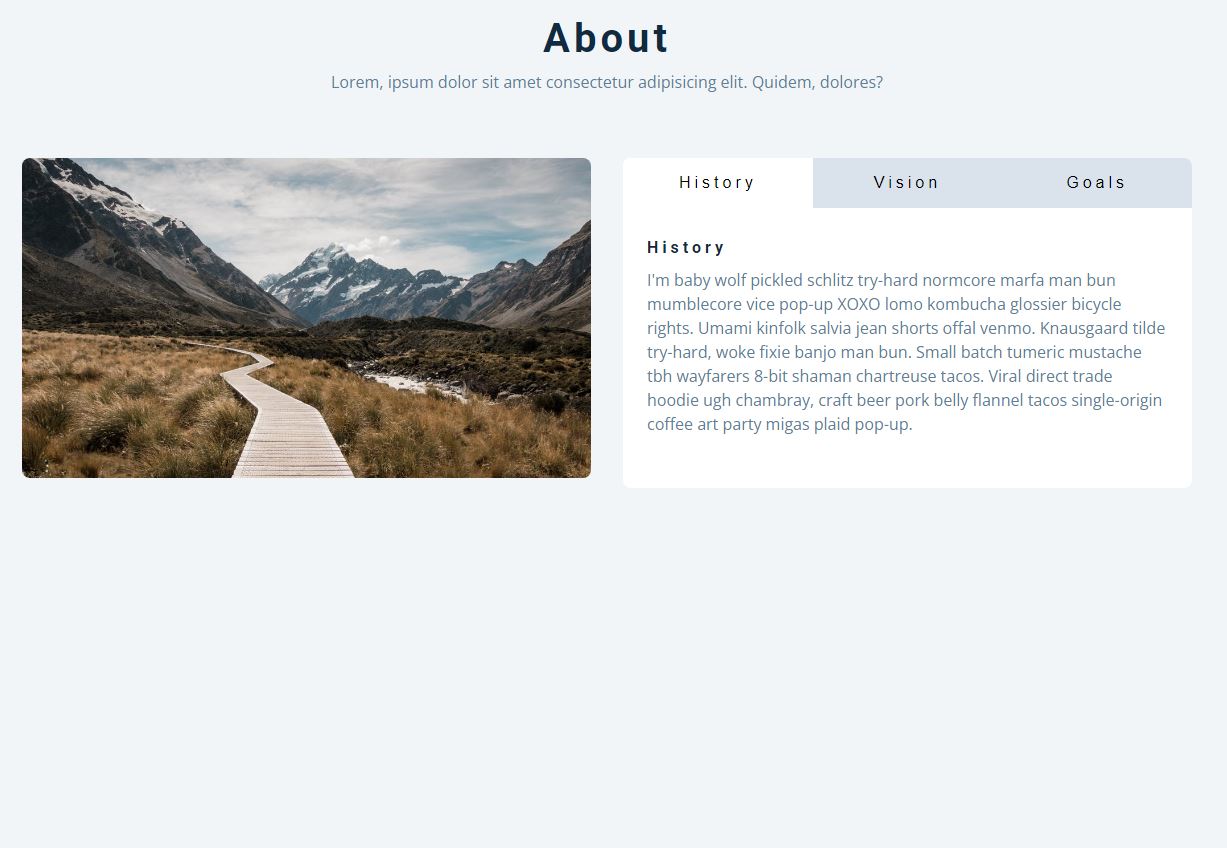 About
Lorem, ipsum dolor sit amet consectetur adipisicing elit. Quidem, dolores?
History
Vision
Goals
History
I'm baby wolf pickled schlitz try-hard normcore marfa man bun
mumblecore vice pop-up XOXO lomo kombucha glossier bicycle
rights. Umami kinfolk salvia jean shorts offal venmo. Knausgaard tilde
try-hard, woke fixie banjo man bun. Small batch tumeric mustache
tbh wayfarers 8-bit shaman chartreuse tacos. Viral direct trade
hoodie ugh chambray, craft beer pork belly flannel tacos single-origin
coffee art party migas plaid pop-up.